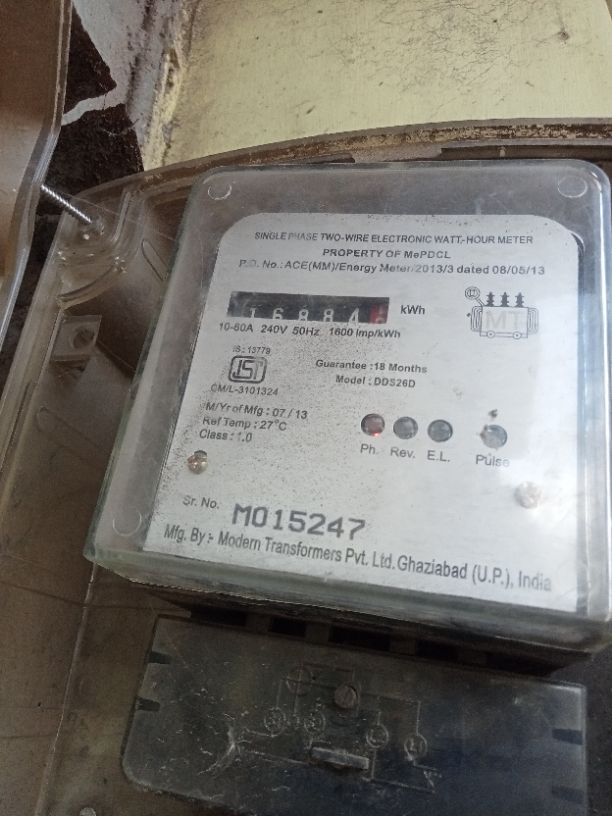 SINGLE PHASE TWO-WIRE ELECTRONIC WATT-HOUR METER
PROPERTY OF MePDCL
P.O. No.: ACE(MM)/Energy Meter/2013/3 dated 08/05/13
16884 kWh
10-60A 240V 50Hz. 1600 Imp/kWh
MT
IS : 13779
ISI
CM/L-3101324
Guarantee :18 Months
Model : DDS26D
M/Yr of Mfg : 07 / 13
Ref Temp : 27°C
Class : 1.0
Ph. Rev. E.L. Pulse
Sr. No. M015247
Mfg. By :- Modern Transformers Pvt. Ltd. Ghaziabad (U.P.), India